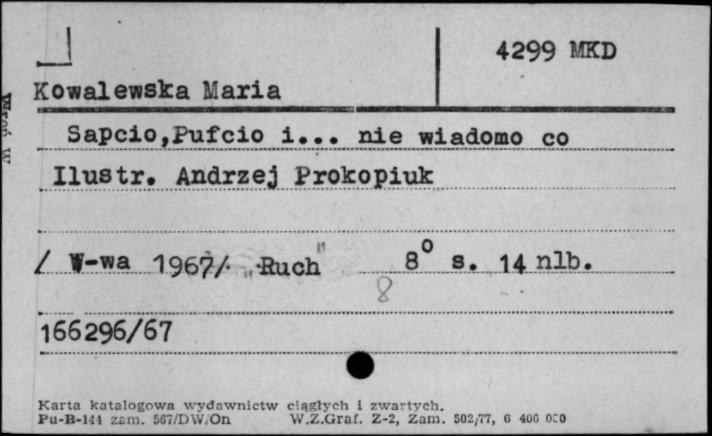 4299 MKD
Kowalewska Maria
Sapcio,Pufcio i... nie wiadomo co
Ilustr. Andrzej Prokopiuk
/ W-wa 1967/. „Ruch" 8° s. 14 nlb.
8
166296/67
Karta katalogowa wydawnictw ciągłych i zwartych.
Pu-B-144 zam. 567/DW/On W.Z.Graf. Z-2, Zam. 502/77, 6 400 000